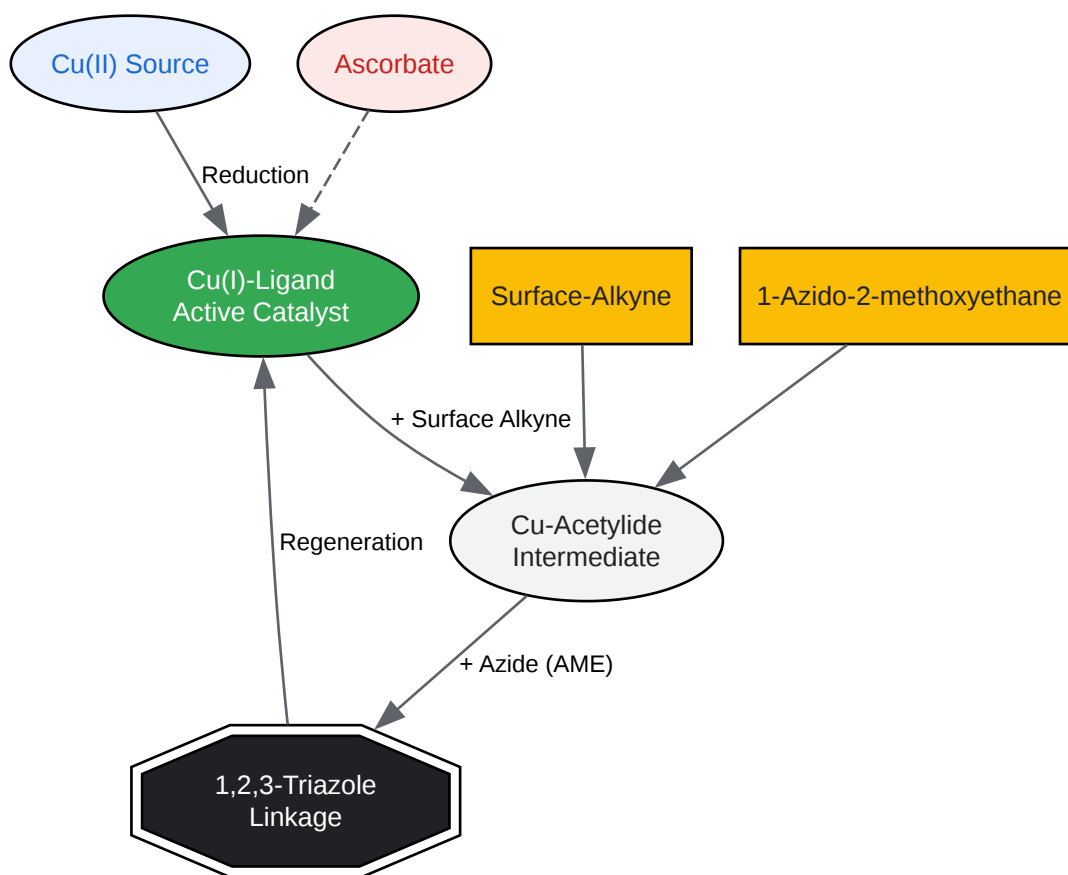 Cu(II) Source
Ascorbate
Reduction
Cu(I)-Ligand
Active Catalyst
Surface-Alkyne
1-Azido-2-methoxyethane
+ Surface Alkyne
Cu-Acetylide
Intermediate
Regeneration
+ Azide (AME)
1,2,3-Triazole
Linkage